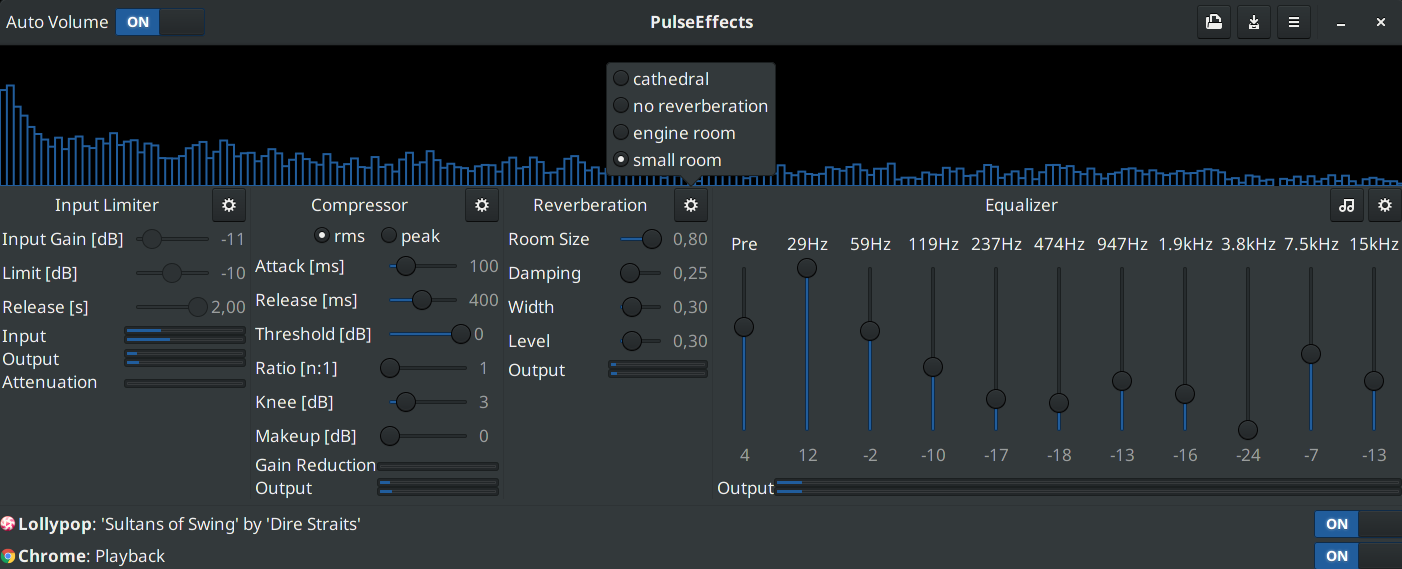 Auto Volume ON PulseEffects
cathedral
no reverberation
engine room
small room
Input Limiter
Input Gain [dB] -11
Limit [dB] -10
Release [s] 2,00
Input
Output
Attenuation
Compressor
rms peak
Attack [ms] 100
Release [ms] 400
Threshold [dB] 0
Ratio [n:1] 1
Knee [dB] 3
Makeup [dB] 0
Gain Reduction
Output
Reverberation
Room Size 0,80
Damping 0,25
Width 0,30
Level 0,30
Output
Equalizer
Pre 29Hz 59Hz 119Hz 237Hz 474Hz 947Hz 1.9kHz 3.8kHz 7.5kHz 15kHz
4 12 -2 -10 -17 -18 -13 -16 -24 -7 -13
Output
Lollypop: 'Sultans of Swing' by 'Dire Straits' ON
Chrome: Playback ON